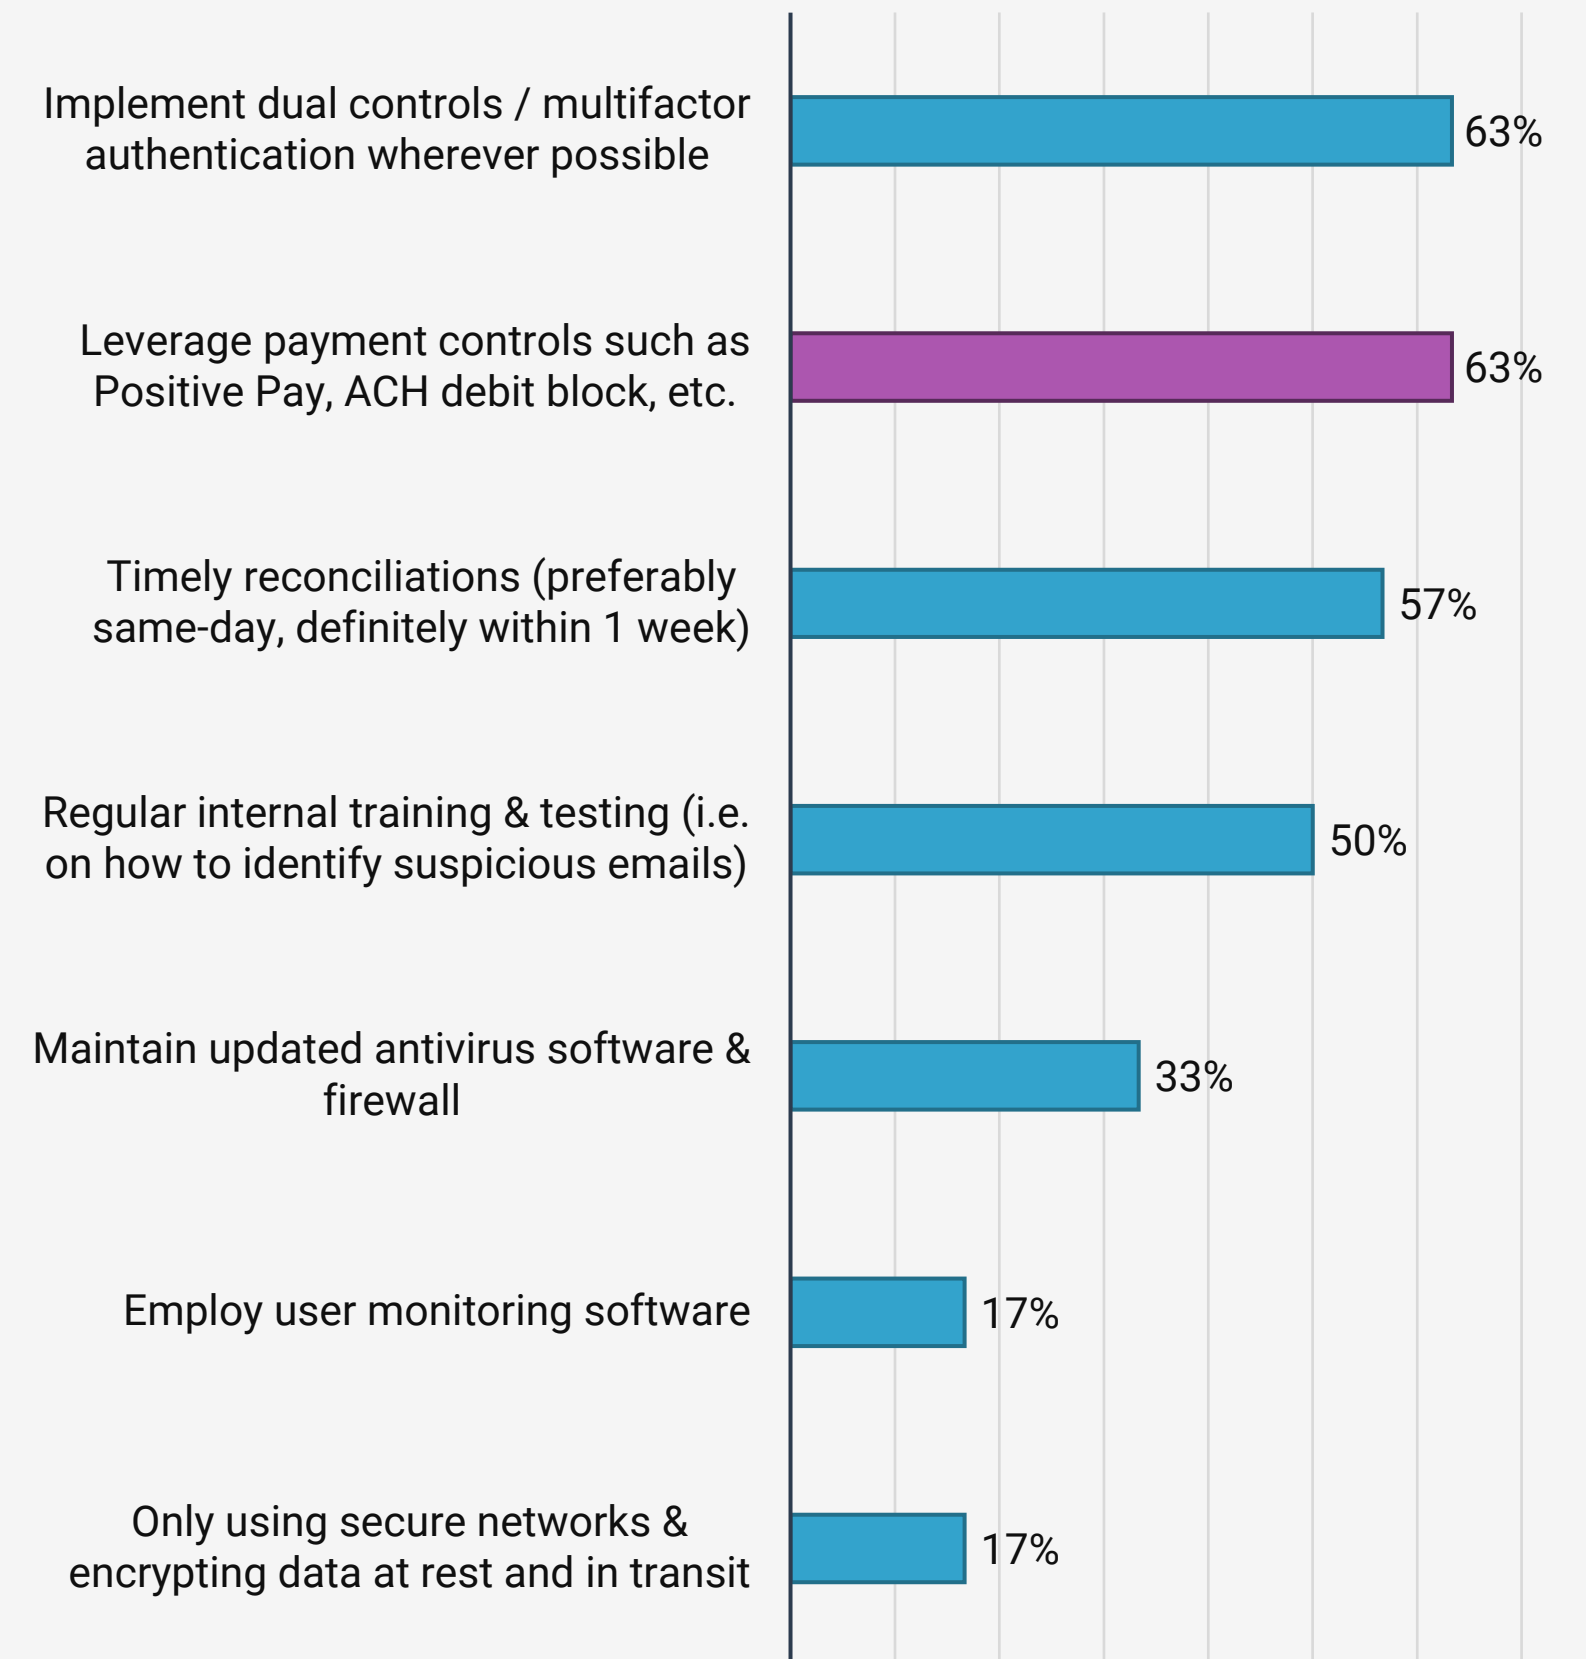 Implement dual controls / multifactor
authentication wherever possible
63%
Leverage payment controls such as
Positive Pay, ACH debit block, etc.
63%
Timely reconciliations (preferably
same-day, definitely within 1 week)
57%
Regular internal training & testing (i.e.
on how to identify suspicious emails)
50%
Maintain updated antivirus software &
firewall
33%
Employ user monitoring software
17%
Only using secure networks &
encrypting data at rest and in transit
17%